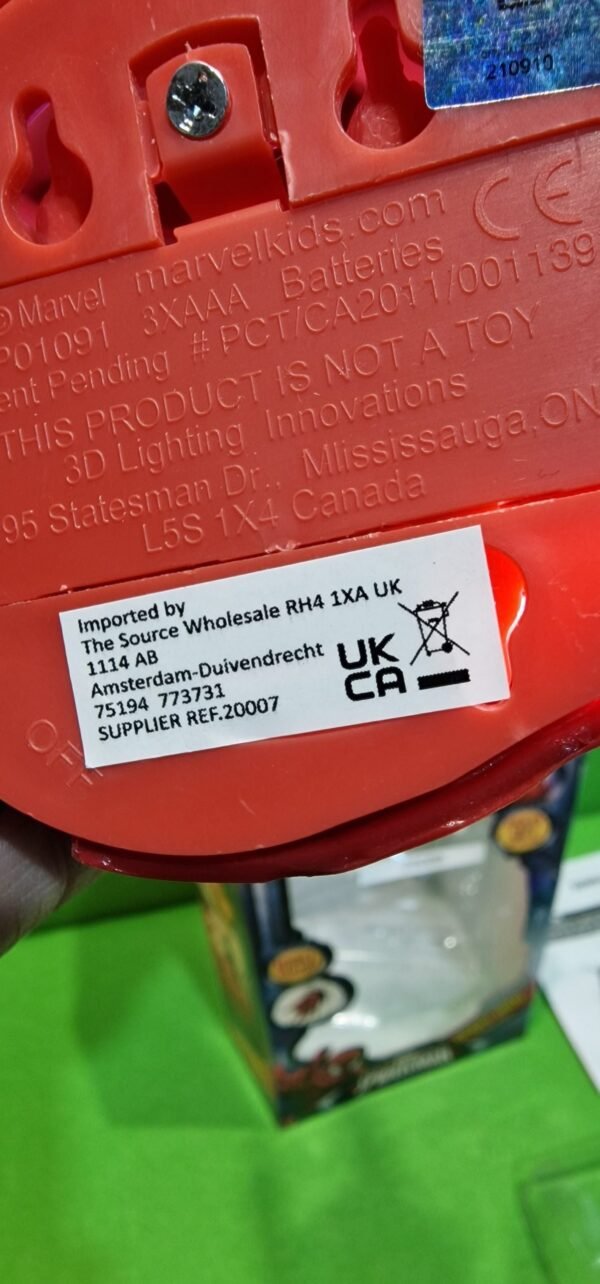 210910
© Marvel marvelkids.com CE
P01091 3XAAA Batteries
ent Pending # PCT/CA2011/001139
THIS PRODUCT IS NOT A TOY
3D Lighting Innovations
95 Statesman Dr., MIississauga, ON
L5S 1X4 Canada
Imported by
The Source Wholesale RH4 1XA UK
1114 AB
Amsterdam-Duivendrecht
75194 773731
SUPPLIER REF.20007
UK
CA
OFF